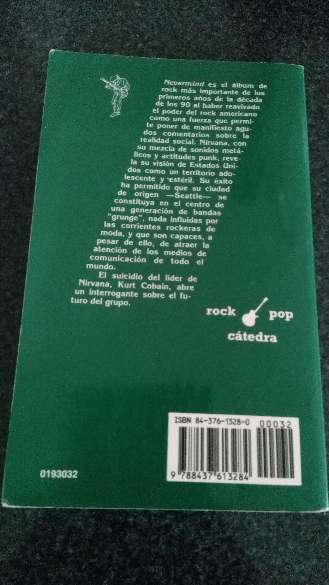 Nevermind es el álbum de
rock más importante de los
primeros años de la década
de los 90 al haber reavivado
el poder del rock americano
como una fuerza que permi-
te poner de manifiesto agu-
dos comentarios sobre la
realidad social. Nirvana, con
su mezcla de sonidos metá-
licos y actitudes punk, reve
la su visión de Estados Uni-
dos como un territorio ado-
lescente y estéril. Su éxito
ha permitido que su ciudad
de origen —Seattle— se
constituya en el centro de
una generación de bandas
"grunge", nada influidas por
las corrientes rockeras de
moda, y que son capaces, a
pesar de ello, de atraer la
atención de los medios de
comunicación de todo el
mundo.
El suicidio del líder de
Nirvana, Kurt Cobain, abre
un interrogante sobre el fu-
turo del grupo.
rock pop
cátedra
ISBN 84-376-1328-0
00032
9 788437 613284
0193032